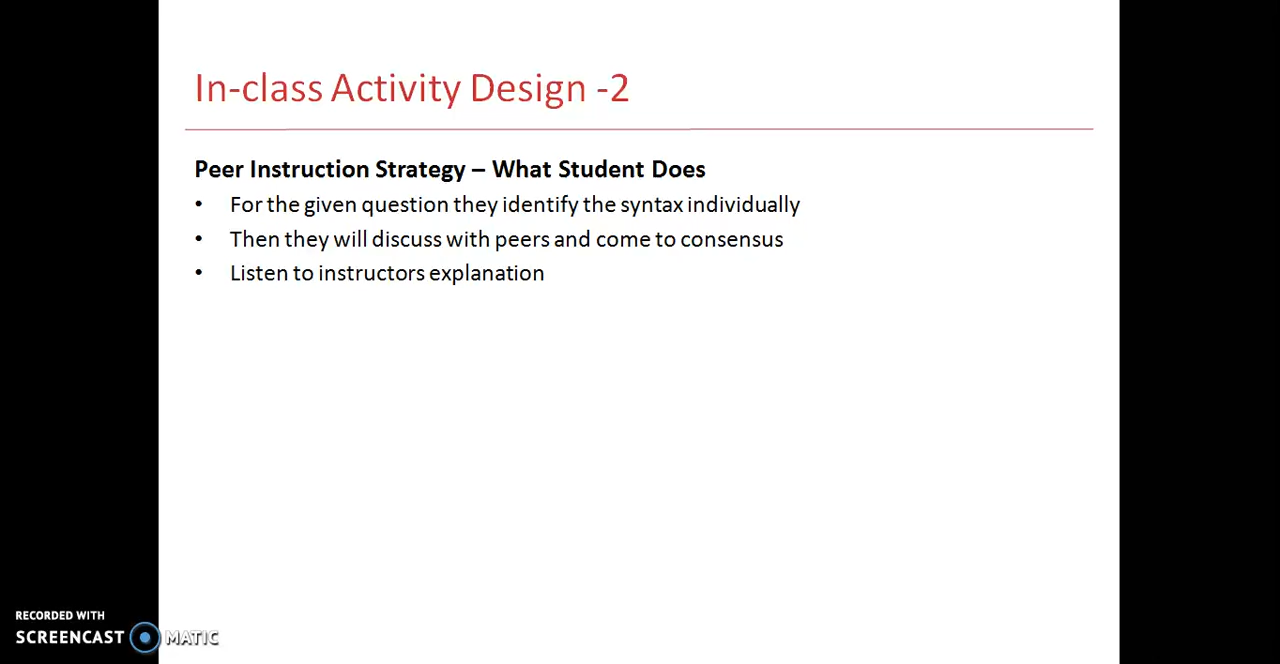 In-class Activity Design -2
Peer Instruction Strategy – What Student Does
• For the given question they identify the syntax individually
• Then they will discuss with peers and come to consensus
• Listen to instructors explanation
RECORDED WITH
SCREENCAST MATIC